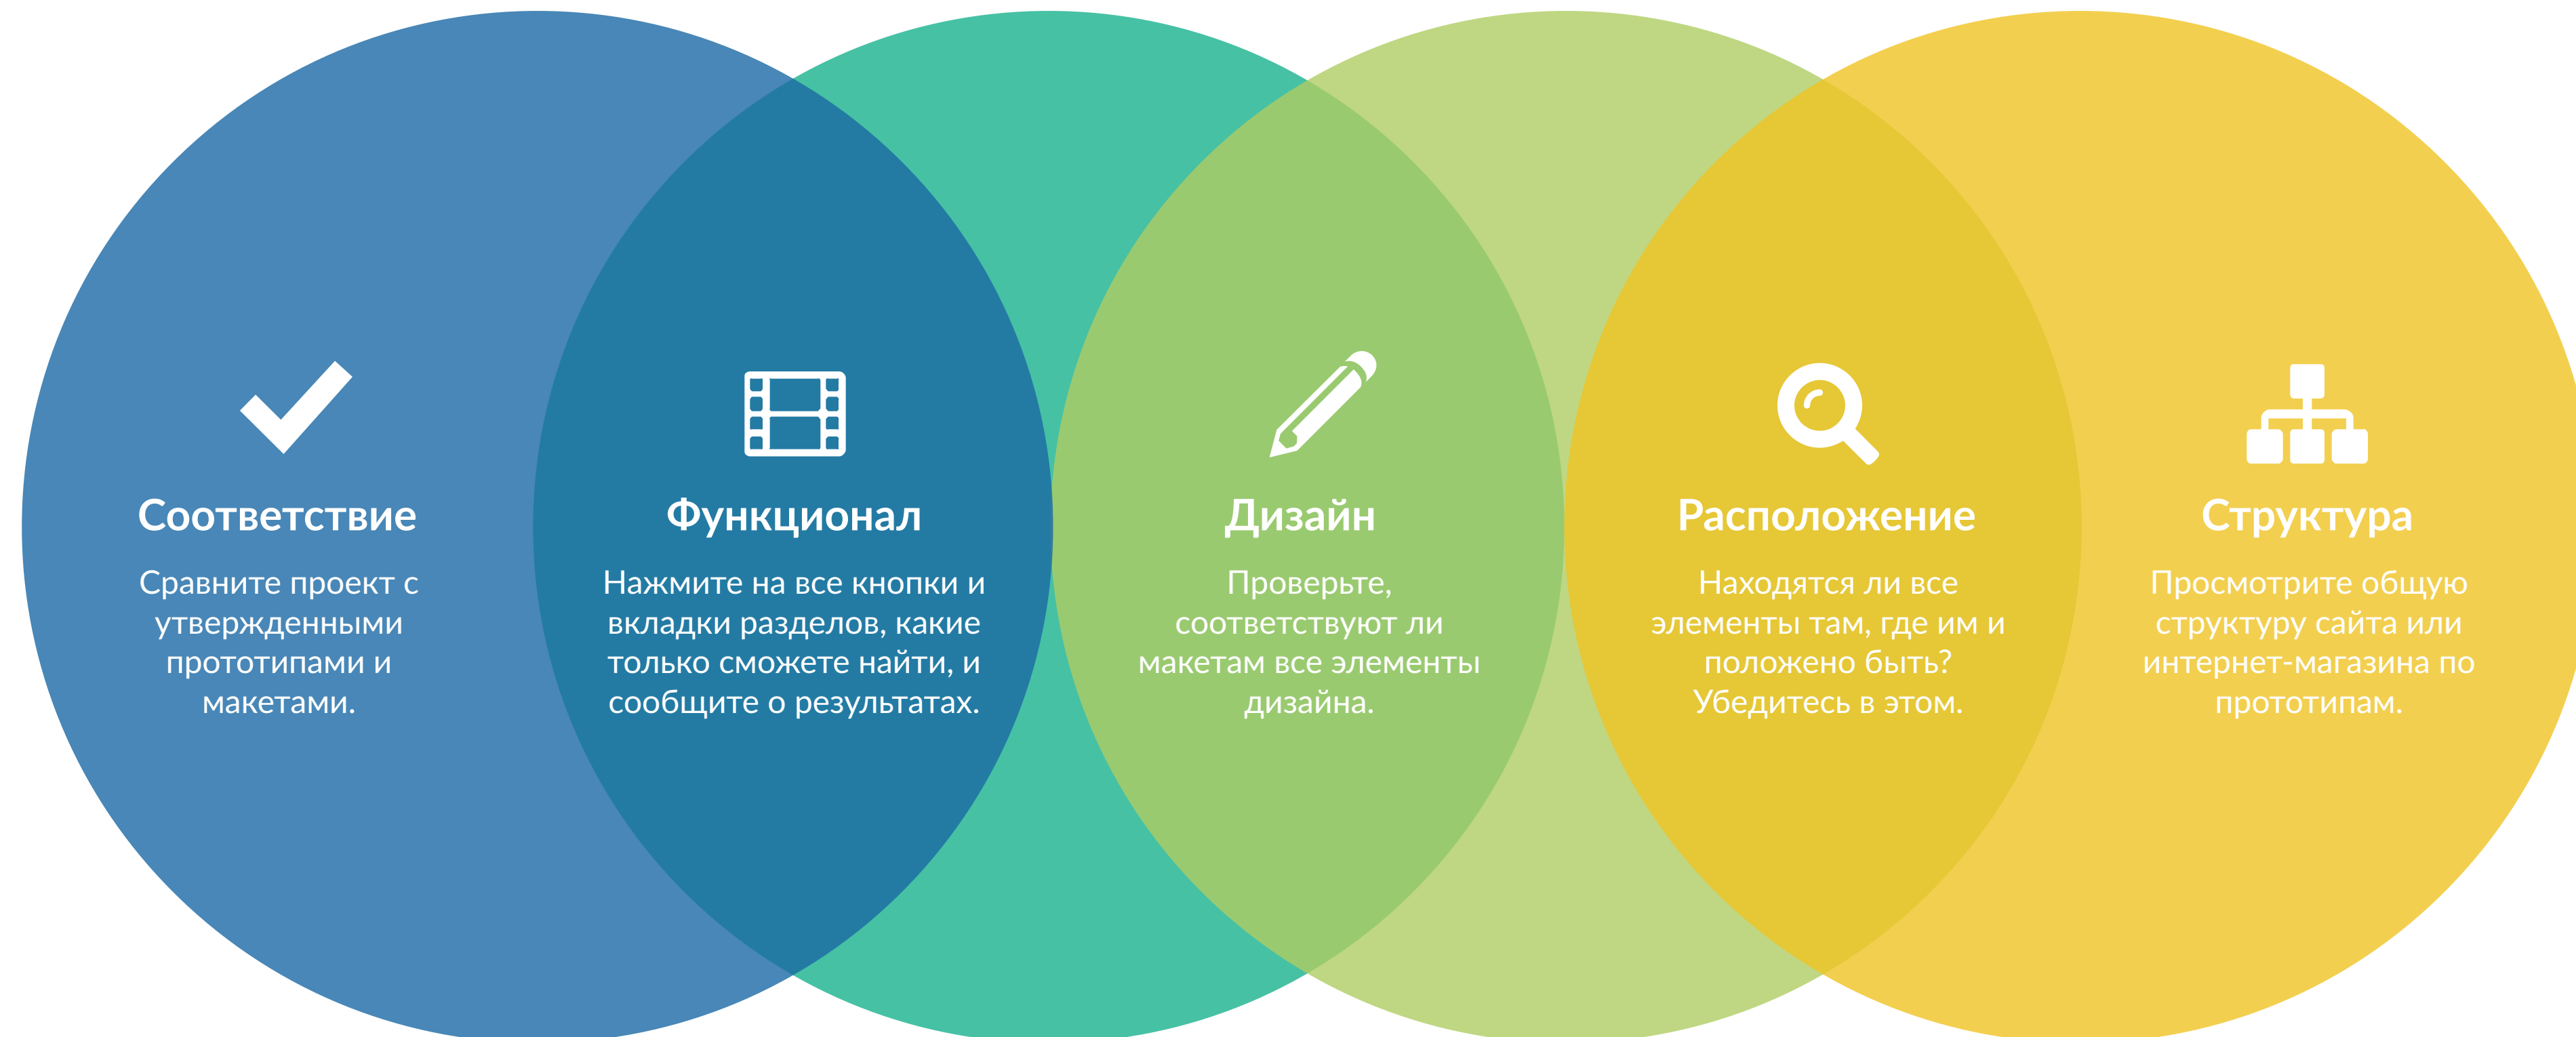 Соответствие
Сравните проект с
утвержденными
прототипами и
макетами.
Функционал
Нажмите на все кнопки и
вкладки разделов, какие
только сможете найти, и
сообщите о результатах.
Дизайн
Проверьте,
соответствуют ли
макетам все элементы
дизайна.
Расположение
Находятся ли все
элементы там, где им и
положено быть?
Убедитесь в этом.
Структура
Просмотрите общую
структуру сайта или
интернет-магазина по
прототипам.